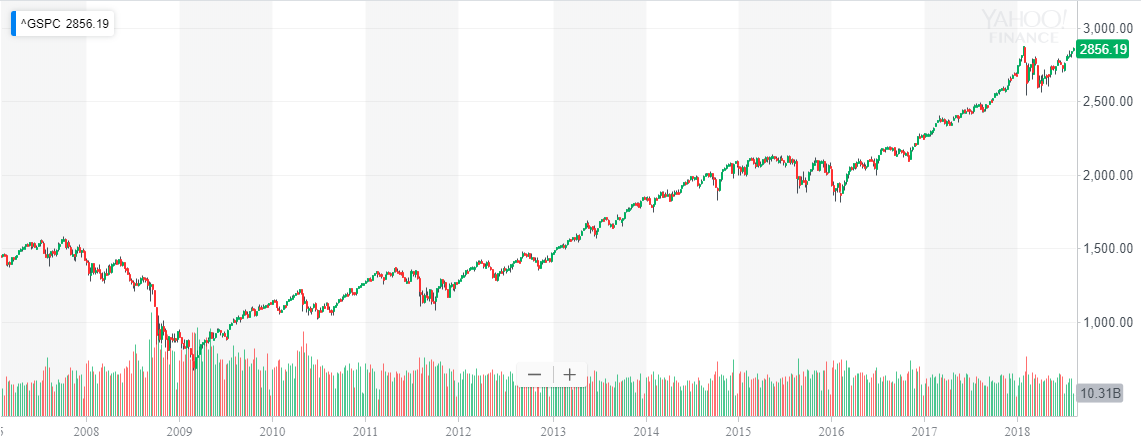 ^GSPC 2856.19
YAHOO!
FINANCE
3,000.00
2856.19
2,500.00
2,000.00
1,500.00
1,000.00
10.31B
2008 2009 2010 2011 2012 2013 2014 2015 2016 2017 2018